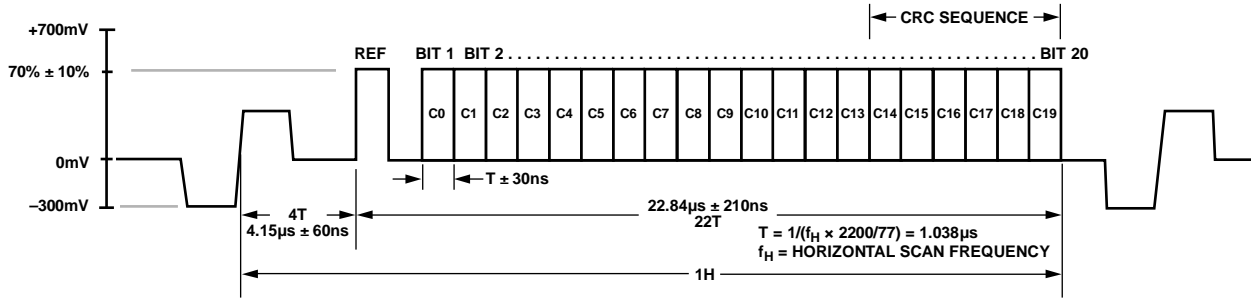 CRC SEQUENCE
+700mV
REF BIT 1 BIT 2 . . . . . . . . . . . . . . . . . . . . . . . . . . . . . . . . . . . . . . . . . . . . . . . . . . . . . . . . . . . BIT 20
70% ± 10%
C0 C1 C2 C3 C4 C5 C6 C7 C8 C9 C10 C11 C12 C13 C14 C15 C16 C17 C18 C19
0mV
T ± 30ns
–300mV
4T
4.15µs ± 60ns
22.84µs ± 210ns
22T
T = 1/(fH × 2200/77) = 1.038µs
fH = HORIZONTAL SCAN FREQUENCY
1H